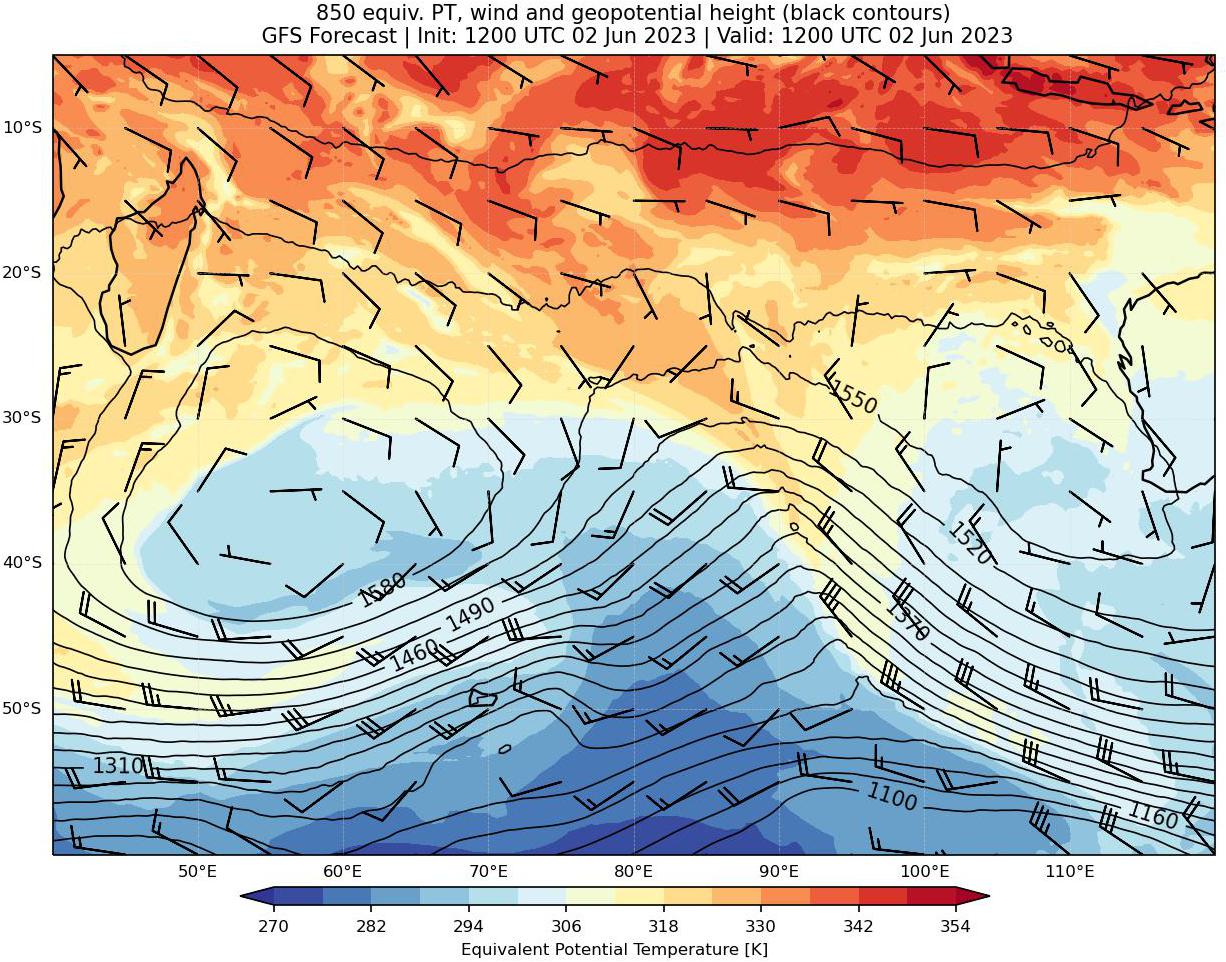 850 equiv. PT, wind and geopotential height (black contours)
GFS Forecast | Init: 1200 UTC 02 Jun 2023 | Valid: 1200 UTC 02 Jun 2023
10°S
20°S
1550
30°S
1520
40°S
1580
1490
1370
1460
50°S
1310
1100
1160
50°E 60°E 70°E 80°E 90°E 100°E 110°E
270 282 294 306 318 330 342 354
Equivalent Potential Temperature [K]